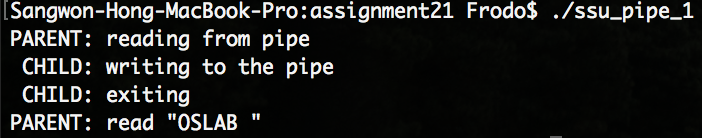 Sangwon-Hong-MacBook-Pro:assignment21 Frodo$ ./ssu_pipe_1
PARENT: reading from pipe
 CHILD: writing to the pipe
 CHILD: exiting
PARENT: read "OSLAB "